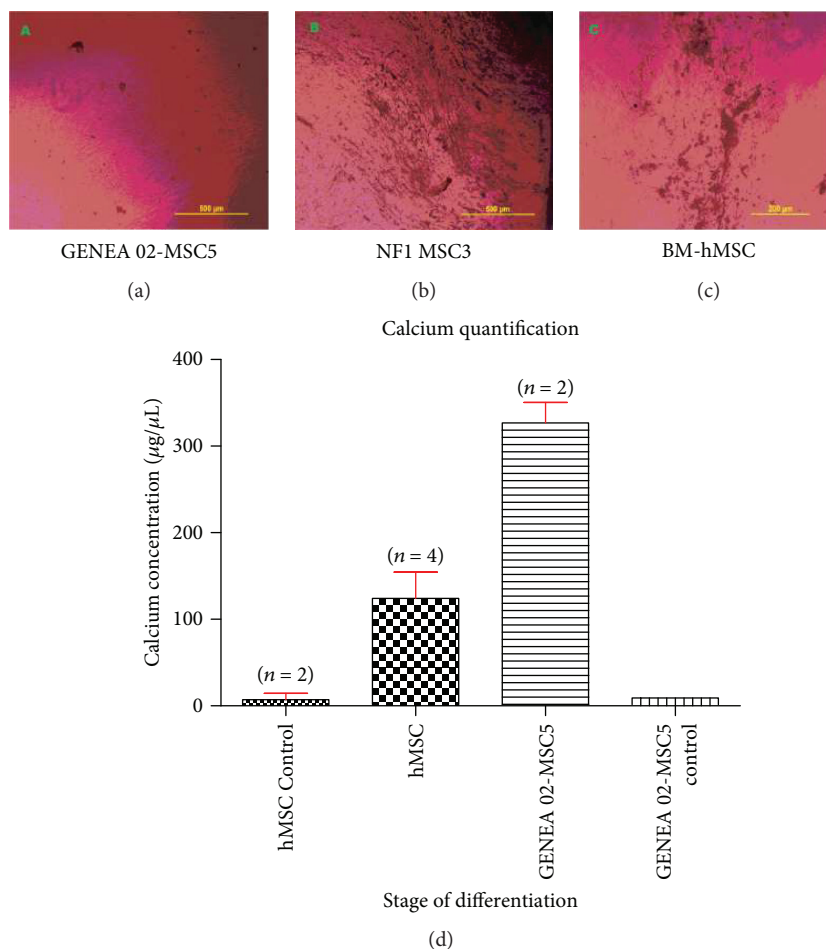 A
B
C
500 μm
500 μm
200 μm
GENEA 02-MSC5
NF1 MSC3
BM-hMSC
(a)
(b)
(c)
Calcium quantification
Calcium concentration (μg/μL)
400
300
200
100
0
(n = 2)
(n = 4)
(n = 2)
hMSC Control
hMSC
GENEA 02-MSC5
GENEA 02-MSC5
control
Stage of differentiation
(d)